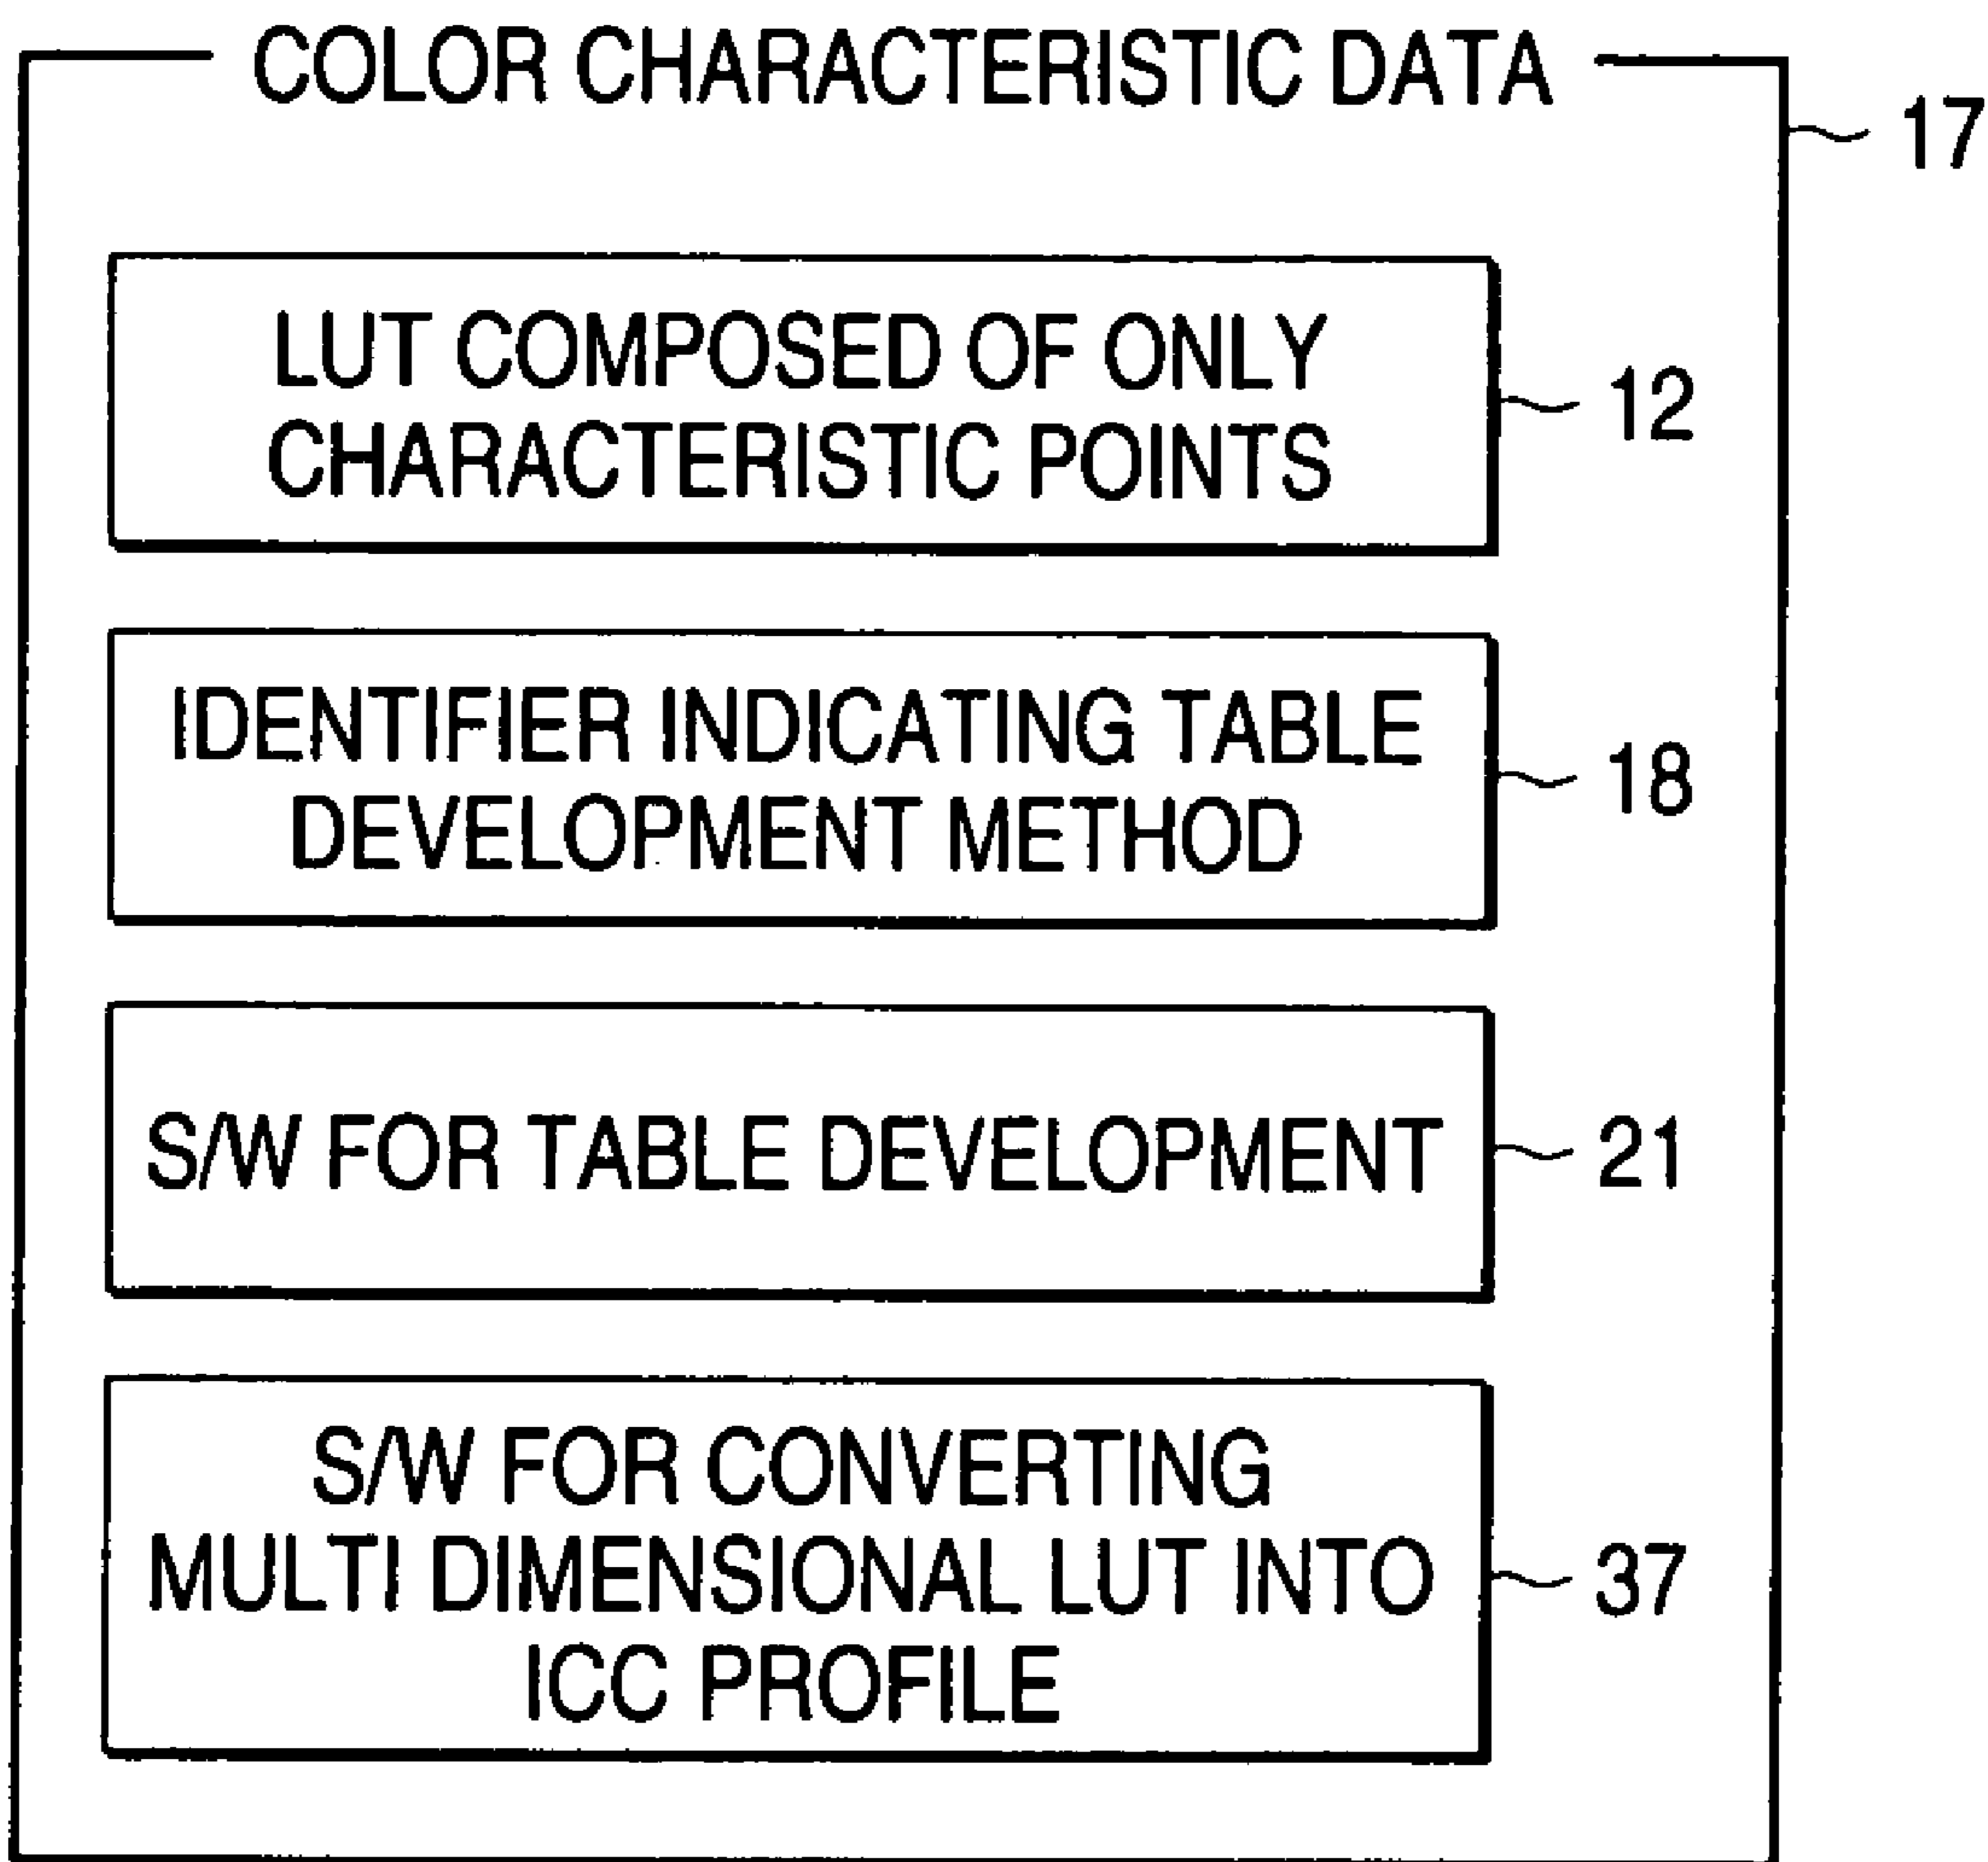 COLOR CHARACTERISTIC DATA
17
LUT COMPOSED OF ONLY
CHARACTERISTIC POINTS
12
IDENTIFIER INDICATING TABLE
DEVELOPMENT METHOD
18
S/W FOR TABLE DEVELOPMENT
21
S/W FOR CONVERTING
MULTI DIMENSIONAL LUT INTO
ICC PROFILE
37